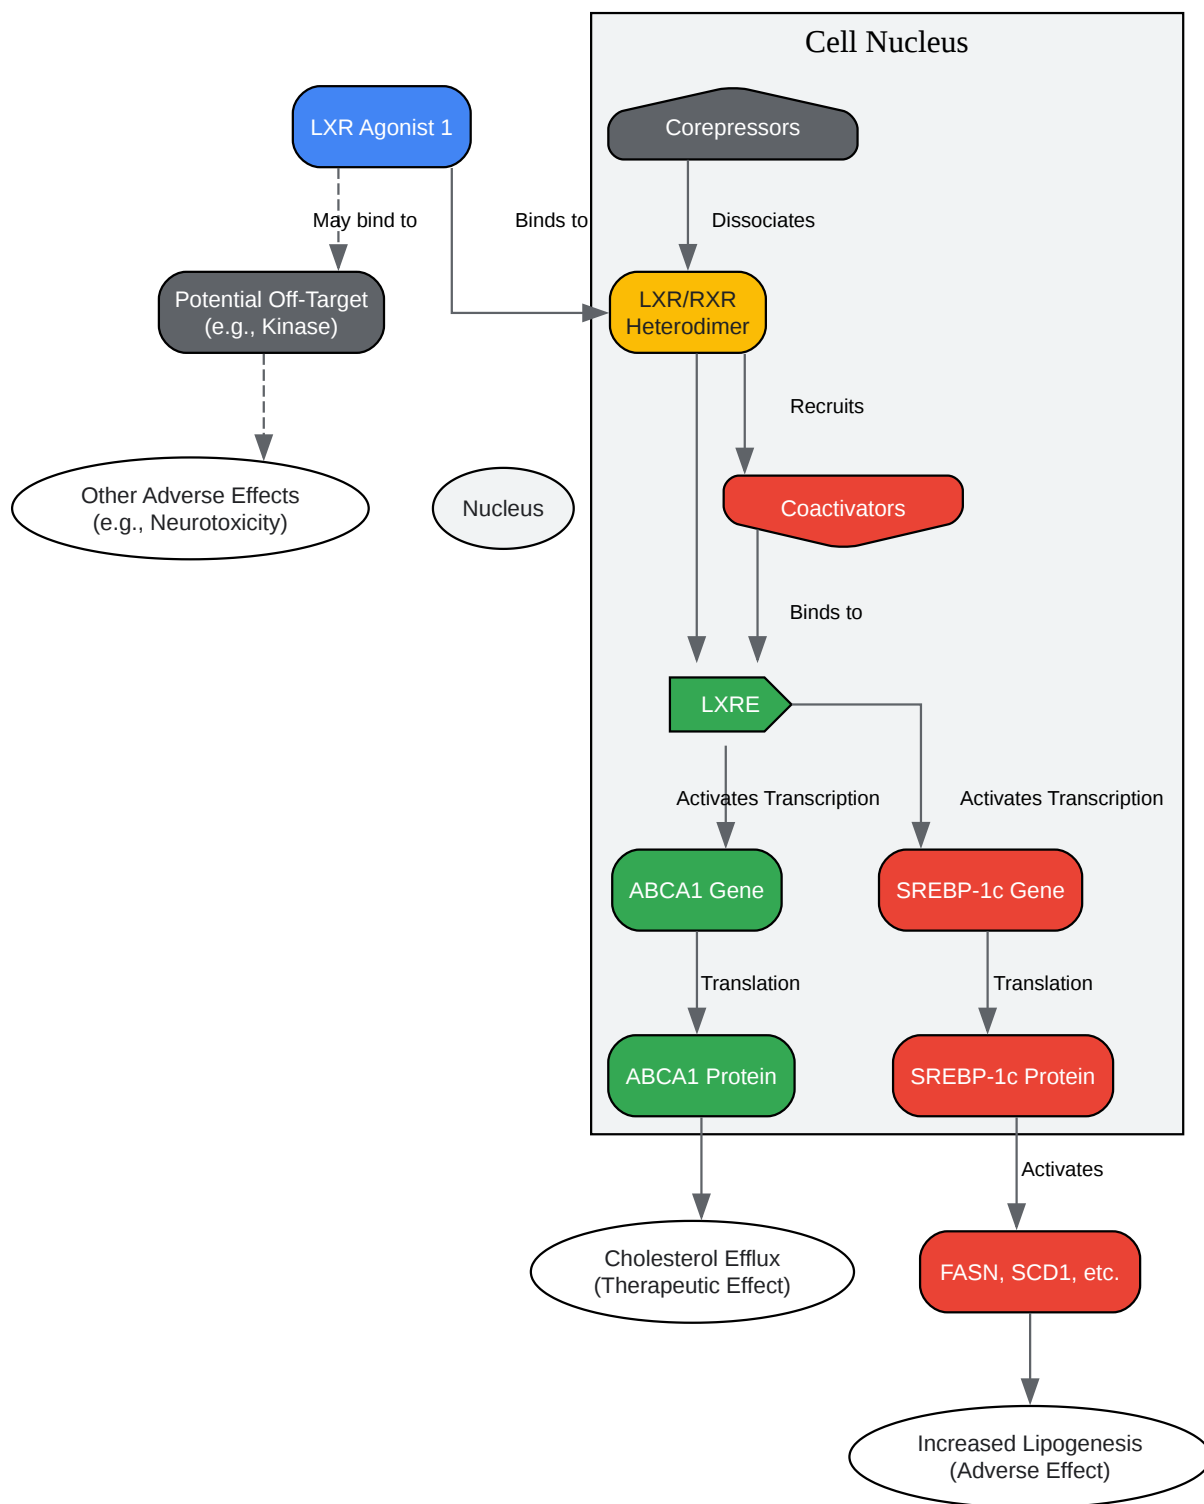 Cell Nucleus
LXR Agonist 1
Corepressors
May bind to
Binds to
Dissociates
Potential Off-Target
(e.g., Kinase)
LXR/RXR
Heterodimer
Recruits
Other Adverse Effects
(e.g., Neurotoxicity)
Nucleus
Coactivators
Binds to
LXRE
Activates Transcription
Activates Transcription
ABCA1 Gene
SREBP-1c Gene
Translation
Translation
ABCA1 Protein
SREBP-1c Protein
Activates
Cholesterol Efflux
(Therapeutic Effect)
FASN, SCD1, etc.
Increased Lipogenesis
(Adverse Effect)